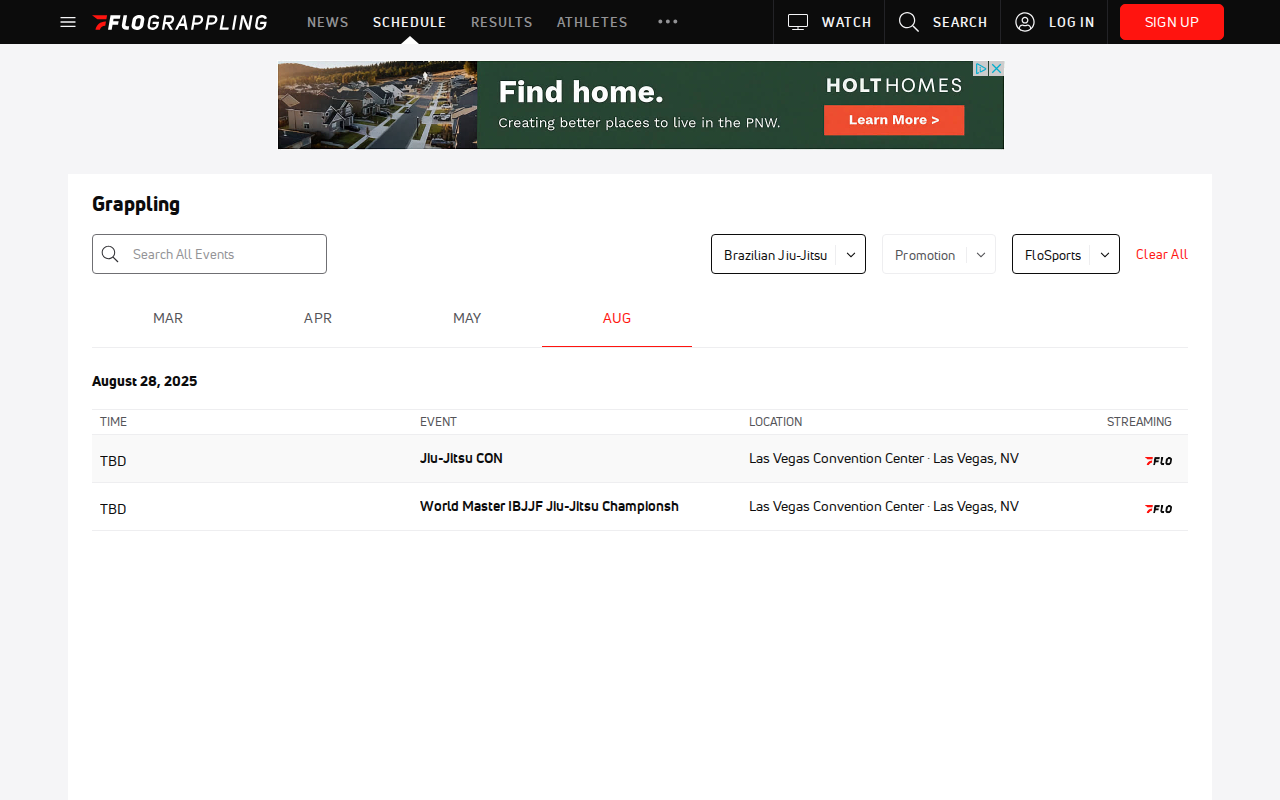 FLOGRAPPLING NEWS SCHEDULE RESULTS ATHLETES WATCH SEARCH LOG IN SIGN UP
Find home.
Creating better places to live in the PNW.
HOLTHOMES
Learn More >
Grappling
Search All Events Brazilian Jiu-Jitsu Promotion FloSports Clear All
MAR APR MAY AUG
August 28, 2025
TIME EVENT LOCATION STREAMING
TBD Jiu-Jitsu CON Las Vegas Convention Center · Las Vegas, NV FLO
TBD World Master IBJJF Jiu-Jitsu Championsh Las Vegas Convention Center · Las Vegas, NV FLO